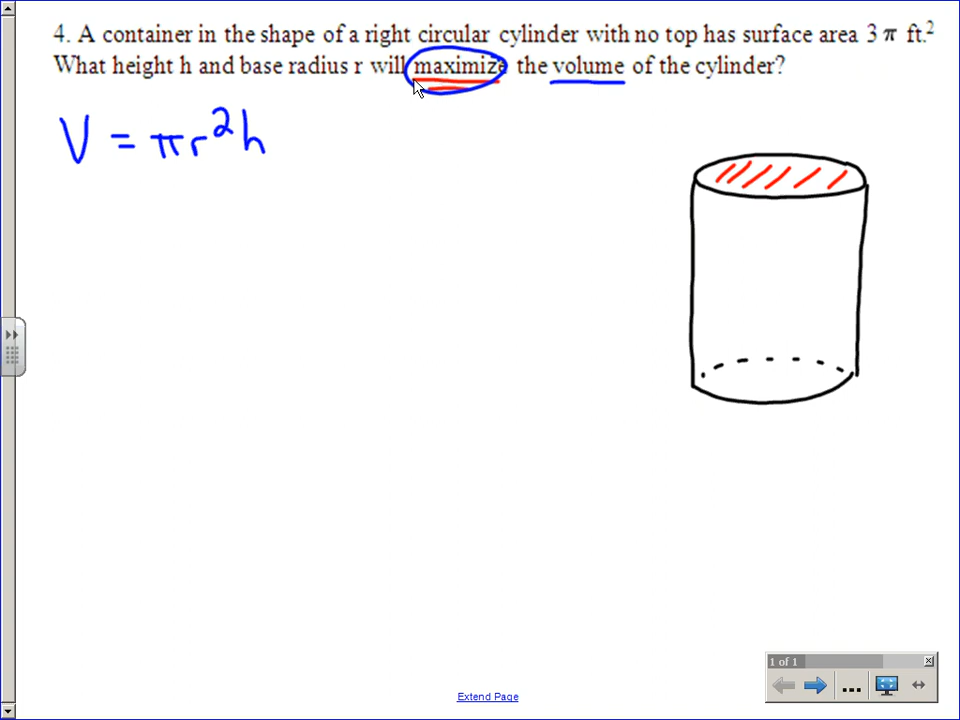 4. A container in the shape of a right circular cylinder with no top has surface area 3 π ft.²
What height h and base radius r will maximize the volume of the cylinder?
V = πr²h
1 of 1
...
Extend Page